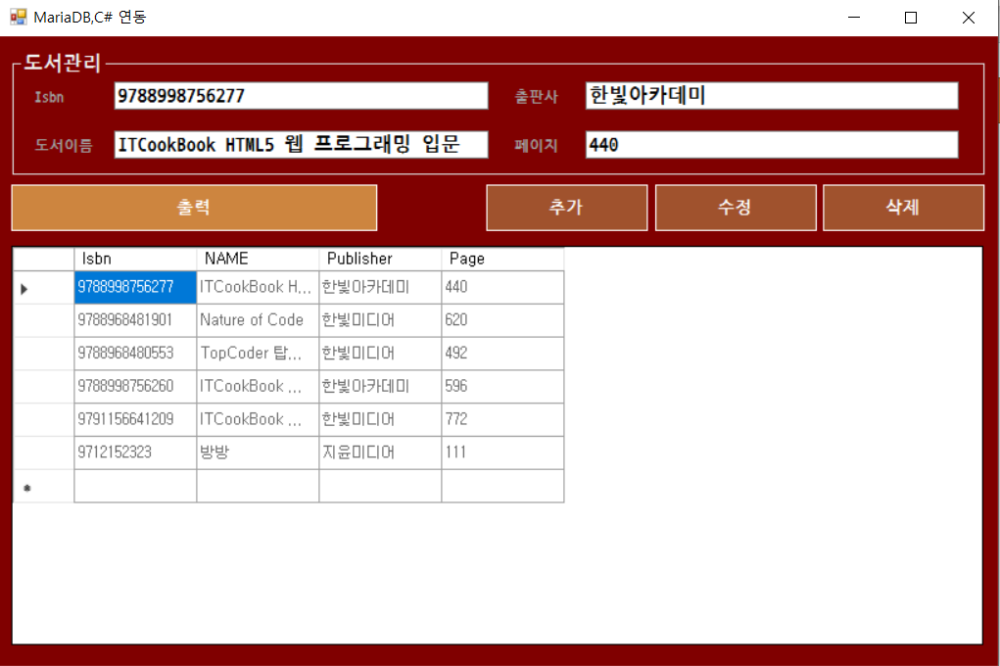 MariaDB,C# 연동
도서관리
Isbn 9788998756277 출판사 한빛아카데미
도서이름 ITCookBook HTML5 웹 프로그래밍 입문 페이지 440
출력 추가 수정 삭제
Isbn NAME Publisher Page
9788998756277 ITCookBook H... 한빛아카데미 440
9788968481901 Nature of Code 한빛미디어 620
9788968480553 TopCoder 탑... 한빛미디어 492
9788998756260 ITCookBook ... 한빛아카데미 596
9791156641209 ITCookBook ... 한빛미디어 772
9712152323 방방 지윤미디어 111